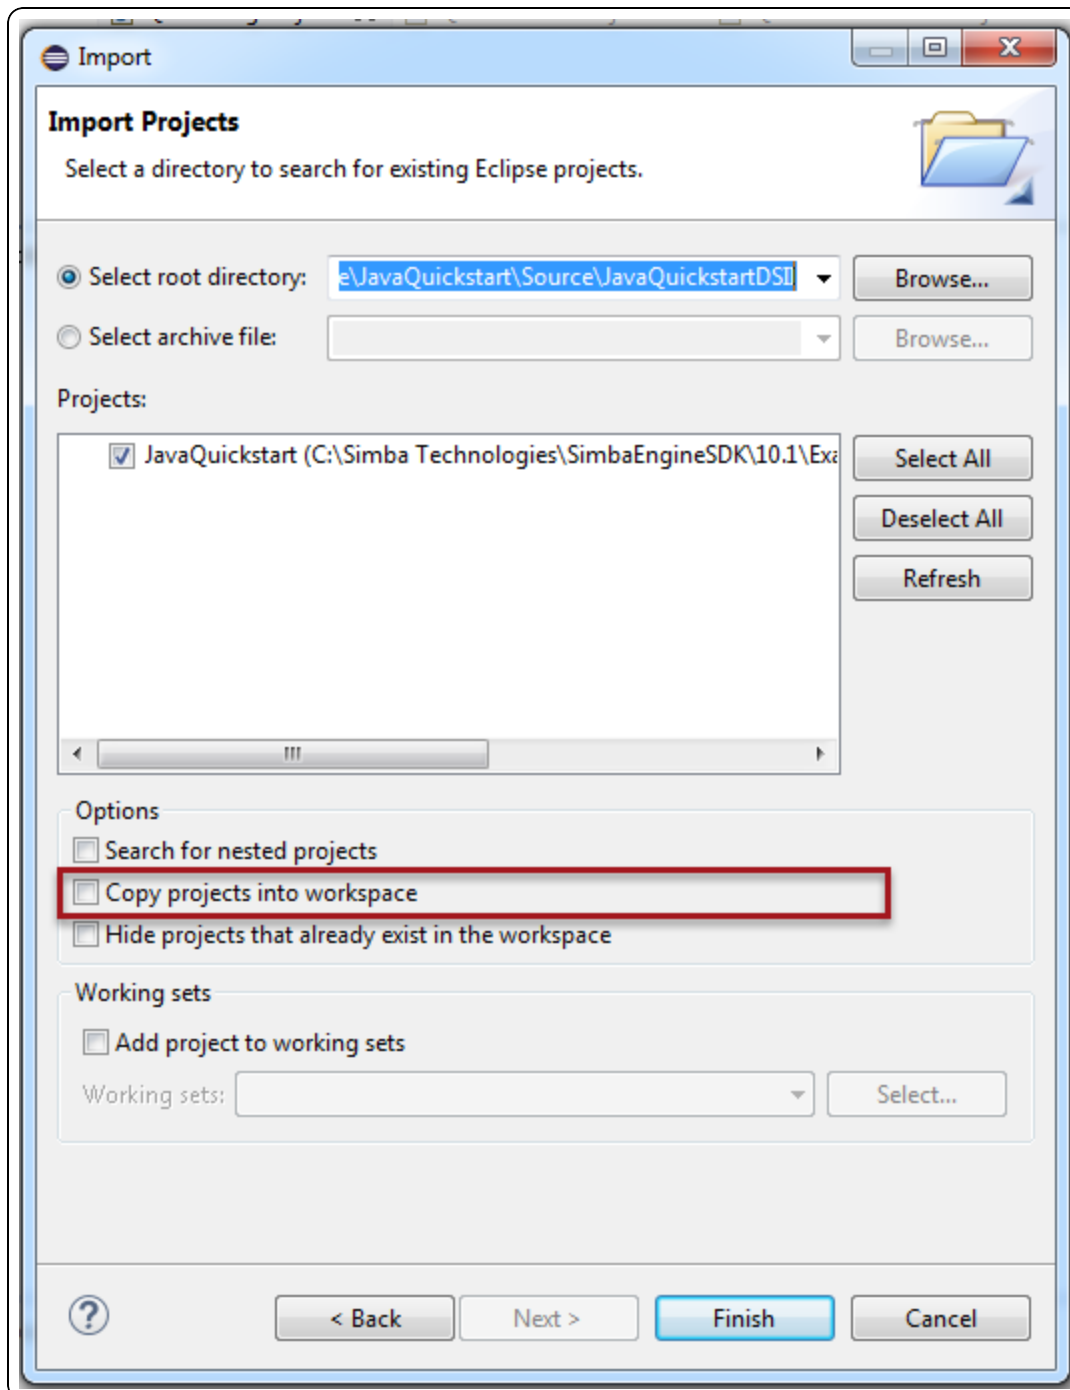 Import
Import Projects
Select a directory to search for existing Eclipse projects.
Select root directory: e\JavaQuickstart\Source\JavaQuickstartDSI Browse...
Select archive file: Browse...
Projects:
JavaQuickstart (C:\Simba Technologies\SimbaEngineSDK\10.1\Exa
Select All
Deselect All
Refresh
Options
Search for nested projects
Copy projects into workspace
Hide projects that already exist in the workspace
Working sets
Add project to working sets
Working sets: Select...
? < Back Next > Finish Cancel